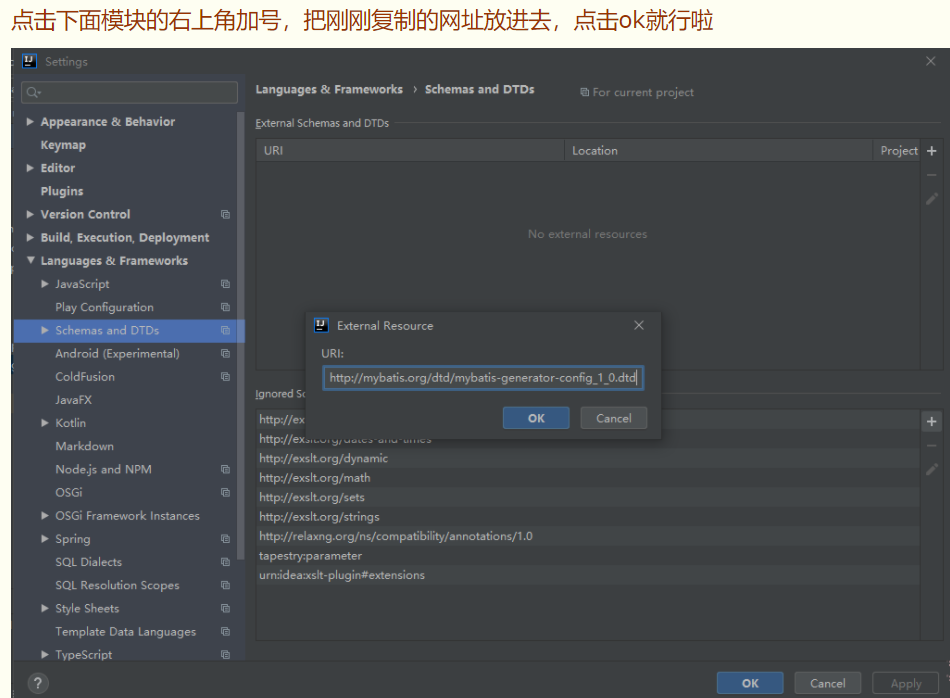 点击下面模块的右上角加号，把刚刚复制的网址放进去，点击ok就行啦
Settings
Languages & Frameworks › Schemas and DTDs
For current project
Appearance & Behavior
Keymap
Editor
Plugins
Version Control
Build, Execution, Deployment
Languages & Frameworks
JavaScript
Play Configuration
Schemas and DTDs
Android (Experimental)
ColdFusion
JavaFX
Kotlin
Markdown
Node.js and NPM
OSGi
OSGi Framework Instances
Spring
SQL Dialects
SQL Resolution Scopes
Style Sheets
Template Data Languages
TypeScript
External Schemas and DTDs
URI Location Project
No external resources
External Resource
URI:
http://mybatis.org/dtd/mybatis-generator-config_1_0.dtd
OK Cancel
Ignored Sc
http://ex
http://exslt.org/dates-and-times
http://exslt.org/dynamic
http://exslt.org/math
http://exslt.org/sets
http://exslt.org/strings
http://relaxng.org/ns/compatibility/annotations/1.0
tapestry:parameter
urn:idea:xslt-plugin#extensions
OK Cancel Apply